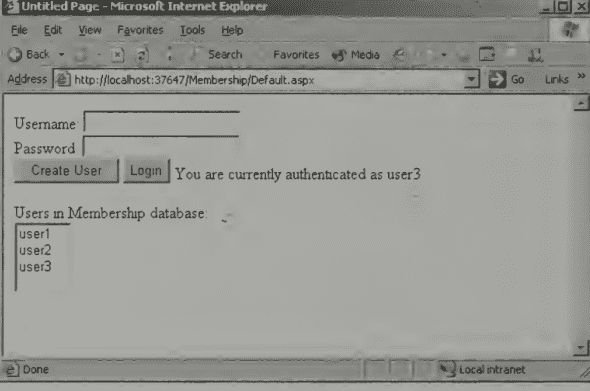 Untitled Page - Microsoft Internet Explorer
File Edit View Favorites Tools Help
Back Search Favorites Media
Address http://localhost:37647/Membership/Default.aspx Go Links »
Username:
Password
Create User Login You are currently authenticated as user3
Users in Membership database:
user1
user2
user3
Done Local intranet